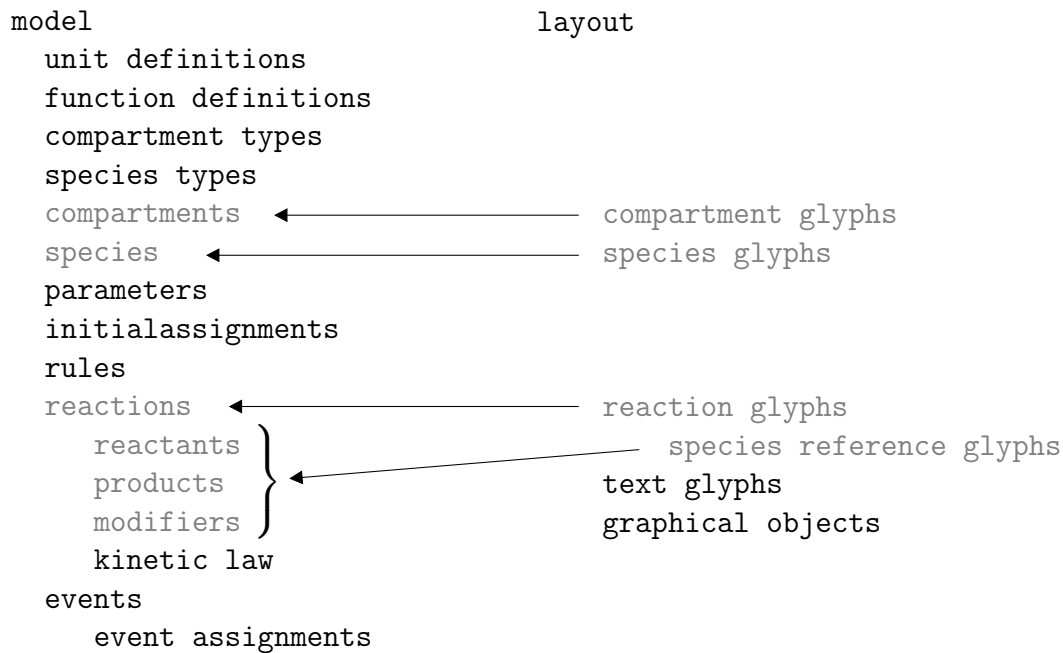 model layout
unit definitions
function definitions
compartment types
species types
compartments compartment glyphs
species species glyphs
parameters
initialassignments
rules
reactions reaction glyphs
reactants species reference glyphs
products text glyphs
modifiers graphical objects
kinetic law
events
event assignments